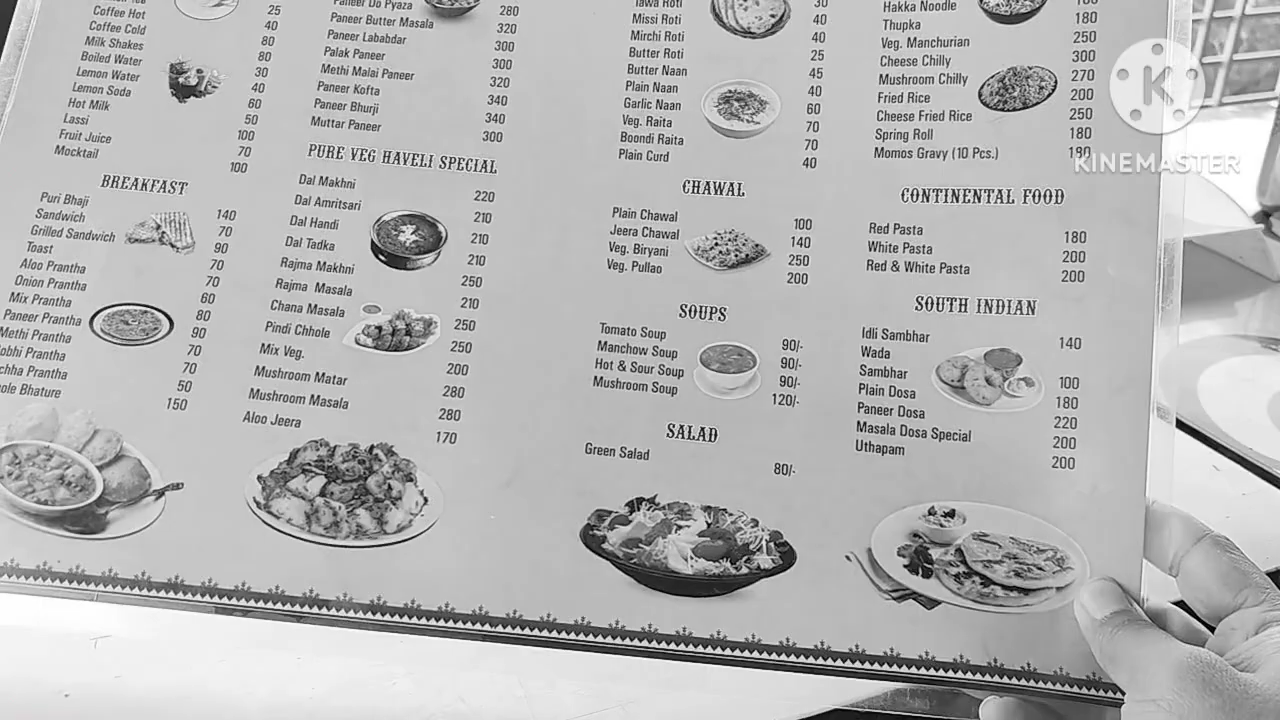 Coffee Hot 25
Coffee Cold 40
Milk Shakes 80
Boiled Water 80
Lemon Water 30
Lemon Soda 40
Hot Milk 60
Lassi 50
Fruit Juice 100
Mocktail 70
100
BREAKFAST
Puri Bhaji 140
Sandwich 70
Grilled Sandwich 90
Toast 70
Aloo Prantha 70
Onion Prantha 60
Mix Prantha 80
Paneer Prantha 90
Methi Prantha 70
Prantha 70
Prantha 50
Bhature 150
Paneer Do Pyaza 280
Paneer Butter Masala 320
Paneer Lababdar 300
Palak Paneer 300
Methi Malai Paneer 320
Paneer Kofta 340
Paneer Bhurji 340
Muttar Paneer 300
PURE VEG HAVELI SPECIAL
Dal Makhni 220
Dal Amritsari 210
Dal Handi 210
Dal Tadka 210
Rajma Makhni 250
Rajma Masala 210
Chana Masala 250
Pindi Chhole 250
Mix Veg. 200
Mushroom Matar 280
Mushroom Masala 280
Aloo Jeera 170
Tawa Roti 30
Missi Roti 40
Mirchi Roti 40
Butter Roti 25
Butter Naan 45
Plain Naan 40
Garlic Naan 60
Veg. Raita 70
Boondi Raita 70
Plain Curd 40
CHAWAL
Plain Chawal 100
Jeera Chawal 140
Veg. Biryani 250
Veg. Pullao 200
SOUPS
Tomato Soup 90/-
Manchow Soup 90/-
Hot & Sour Soup 90/-
Mushroom Soup 120/-
SALAD
Green Salad 80/-
Hakka Noodle
Thupka 180
Veg. Manchurian 250
Cheese Chilly 300
Mushroom Chilly 270
Fried Rice 200
Cheese Fried Rice 250
Spring Roll 180
Momos Gravy (10 Pcs.) 180
CONTINENTAL FOOD
Red Pasta 180
White Pasta 200
Red & White Pasta 200
SOUTH INDIAN
Idli Sambhar 140
Wada
Sambhar 100
Plain Dosa 180
Paneer Dosa 220
Masala Dosa Special 200
Uthapam 200
K
KINEMASTER